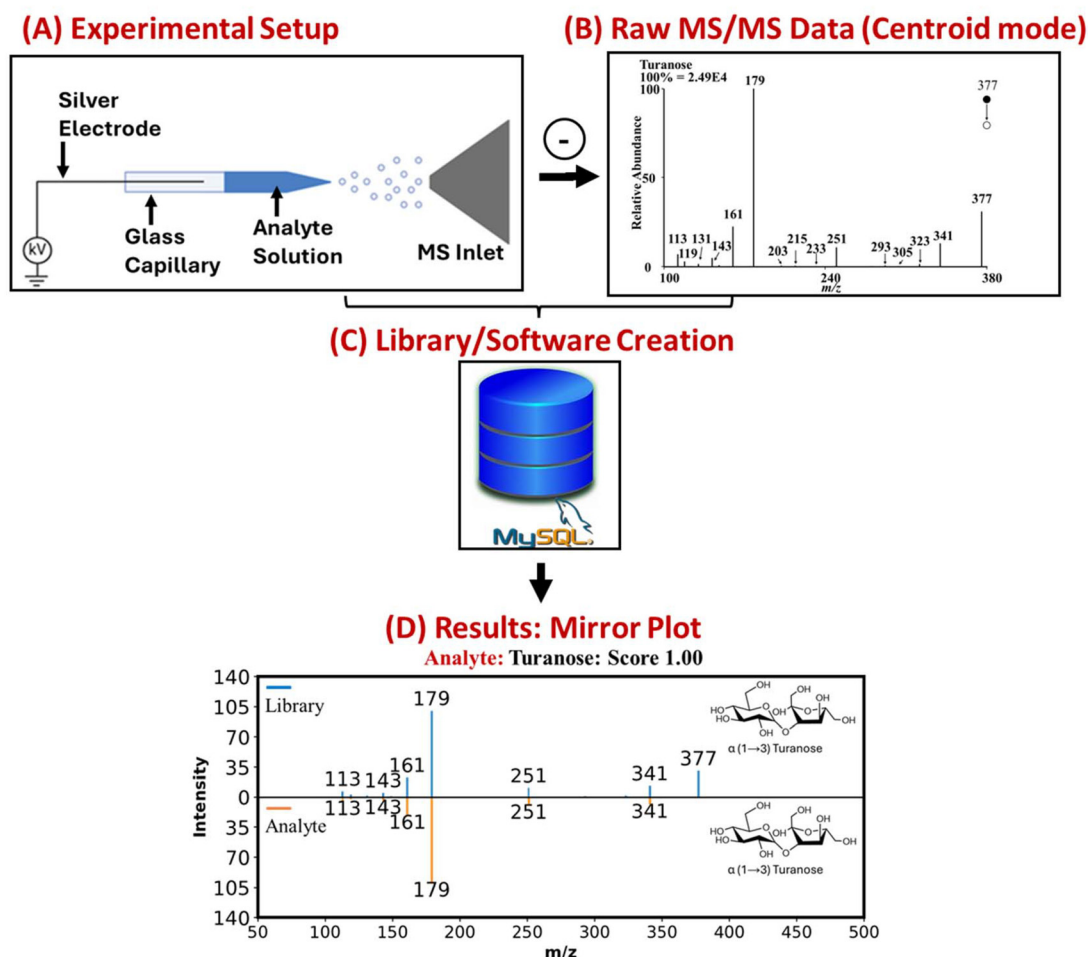 (A) Experimental Setup
Silver
Electrode
kV
Glass
Capillary
Analyte
Solution
MS Inlet
-
(B) Raw MS/MS Data (Centroid mode)
Turanose
100% = 2.49E4
100
50
0
Relative Abundance
179
377
377
161
113
131
119
143
203
215
233
251
293
305
323
341
100
240
380
m/z
(C) Library/Software Creation
MySQL®
(D) Results: Mirror Plot
Analyte: Turanose: Score 1.00
140
105
70
35
0
35
70
105
140
Intensity
Library
113
143
161
179
251
341
377
HO
OH
α (1→3) Turanose
Analyte
113
143
161
179
251
341
α (1→3) Turanose
50
100
150
200
250
300
350
400
450
500
m/z